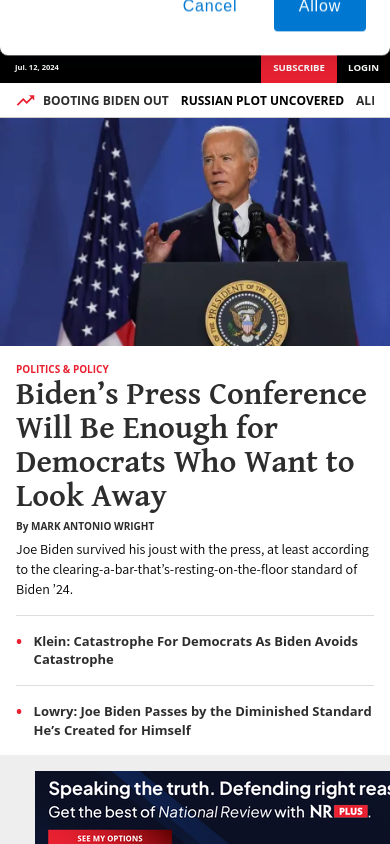 Cancel Allow
Jul. 12, 2024 SUBSCRIBE LOGIN
BOOTING BIDEN OUT RUSSIAN PLOT UNCOVERED
PRESIDENT OF THE UNITED
POLITICS & POLICY
Biden’s Press Conference
Will Be Enough for
Democrats Who Want to
Look Away
By MARK ANTONIO WRIGHT
Joe Biden survived his joust with the press, at least according
to the clearing-a-bar-that’s-resting-on-the-floor standard of
Biden ’24.
• Klein: Catastrophe For Democrats As Biden Avoids
Catastrophe
• Lowry: Joe Biden Passes by the Diminished Standard
He’s Created for Himself
Speaking the truth. Defending right
Get the best of National Review with NR PLUS.
SEE MY OPTIONS